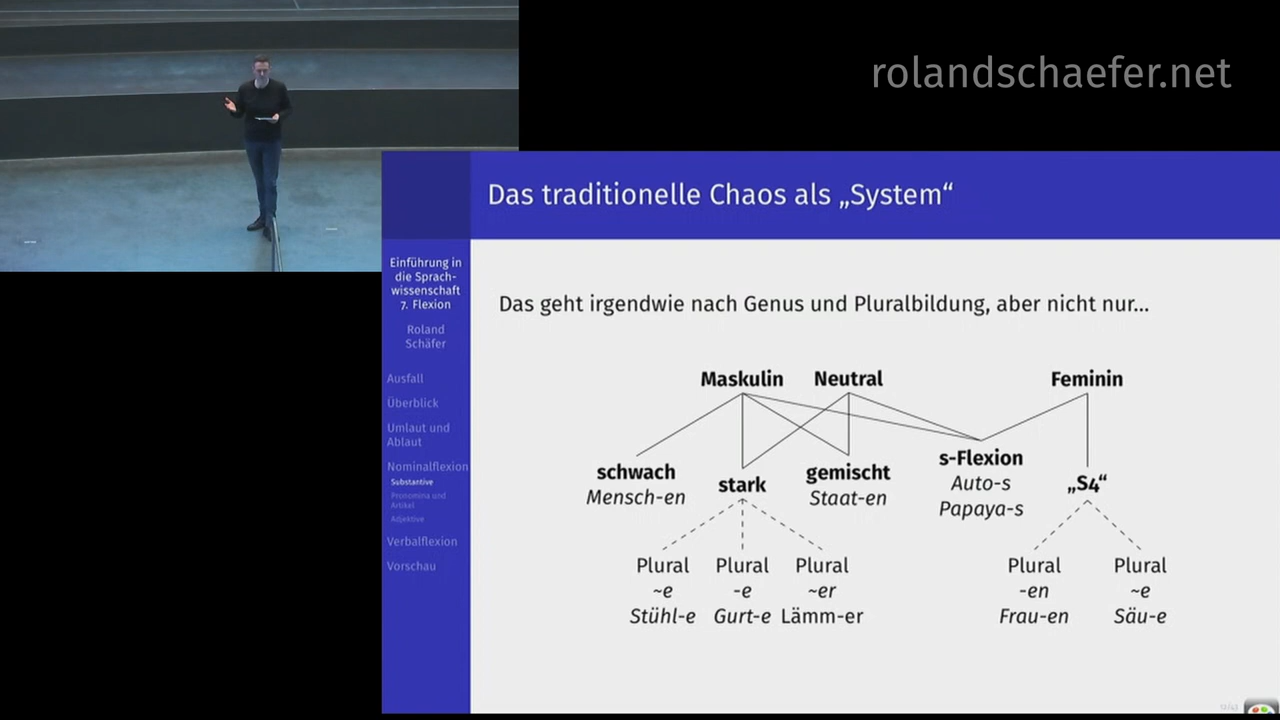 rolandschaefer.net
Das traditionelle Chaos als „System“
Einführung in
die Sprach-
wissenschaft
7. Flexion
Roland
Schäfer
Ausfall
Überblick
Umlaut und
Ablaut
Nominalflexion
Substantive
Pronomina und
Artikel
Adjektive
Verbalflexion
Vorschau
Das geht irgendwie nach Genus und Pluralbildung, aber nicht nur...
Maskulin Neutral Feminin
schwach stark gemischt s-Flexion „S4“
Mensch-en Staat-en Auto-s
Papaya-s
Plural Plural Plural Plural Plural
~e -e ~er -en ~e
Stühl-e Gurt-e Lämm-er Frau-en Säu-e